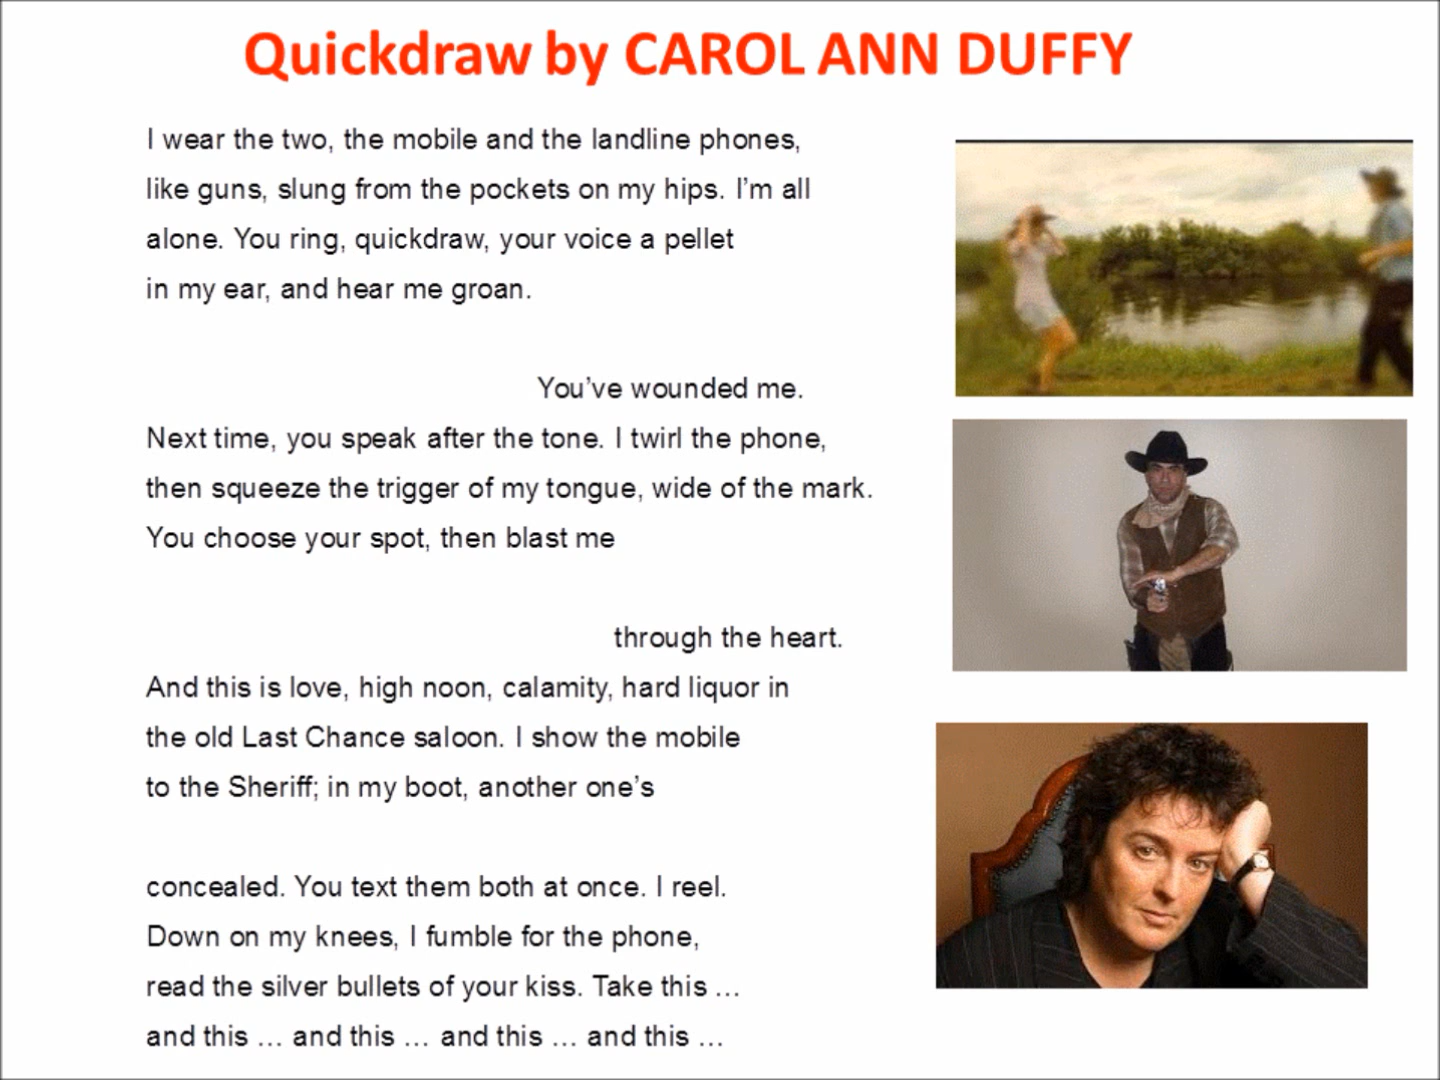 Quickdraw by CAROL ANN DUFFY
I wear the two, the mobile and the landline phones,
like guns, slung from the pockets on my hips. I’m all
alone. You ring, quickdraw, your voice a pellet
in my ear, and hear me groan.
You’ve wounded me.
Next time, you speak after the tone. I twirl the phone,
then squeeze the trigger of my tongue, wide of the mark.
You choose your spot, then blast me
through the heart.
And this is love, high noon, calamity, hard liquor in
the old Last Chance saloon. I show the mobile
to the Sheriff; in my boot, another one’s
concealed. You text them both at once. I reel.
Down on my knees, I fumble for the phone,
read the silver bullets of your kiss. Take this …
and this … and this … and this … and this …